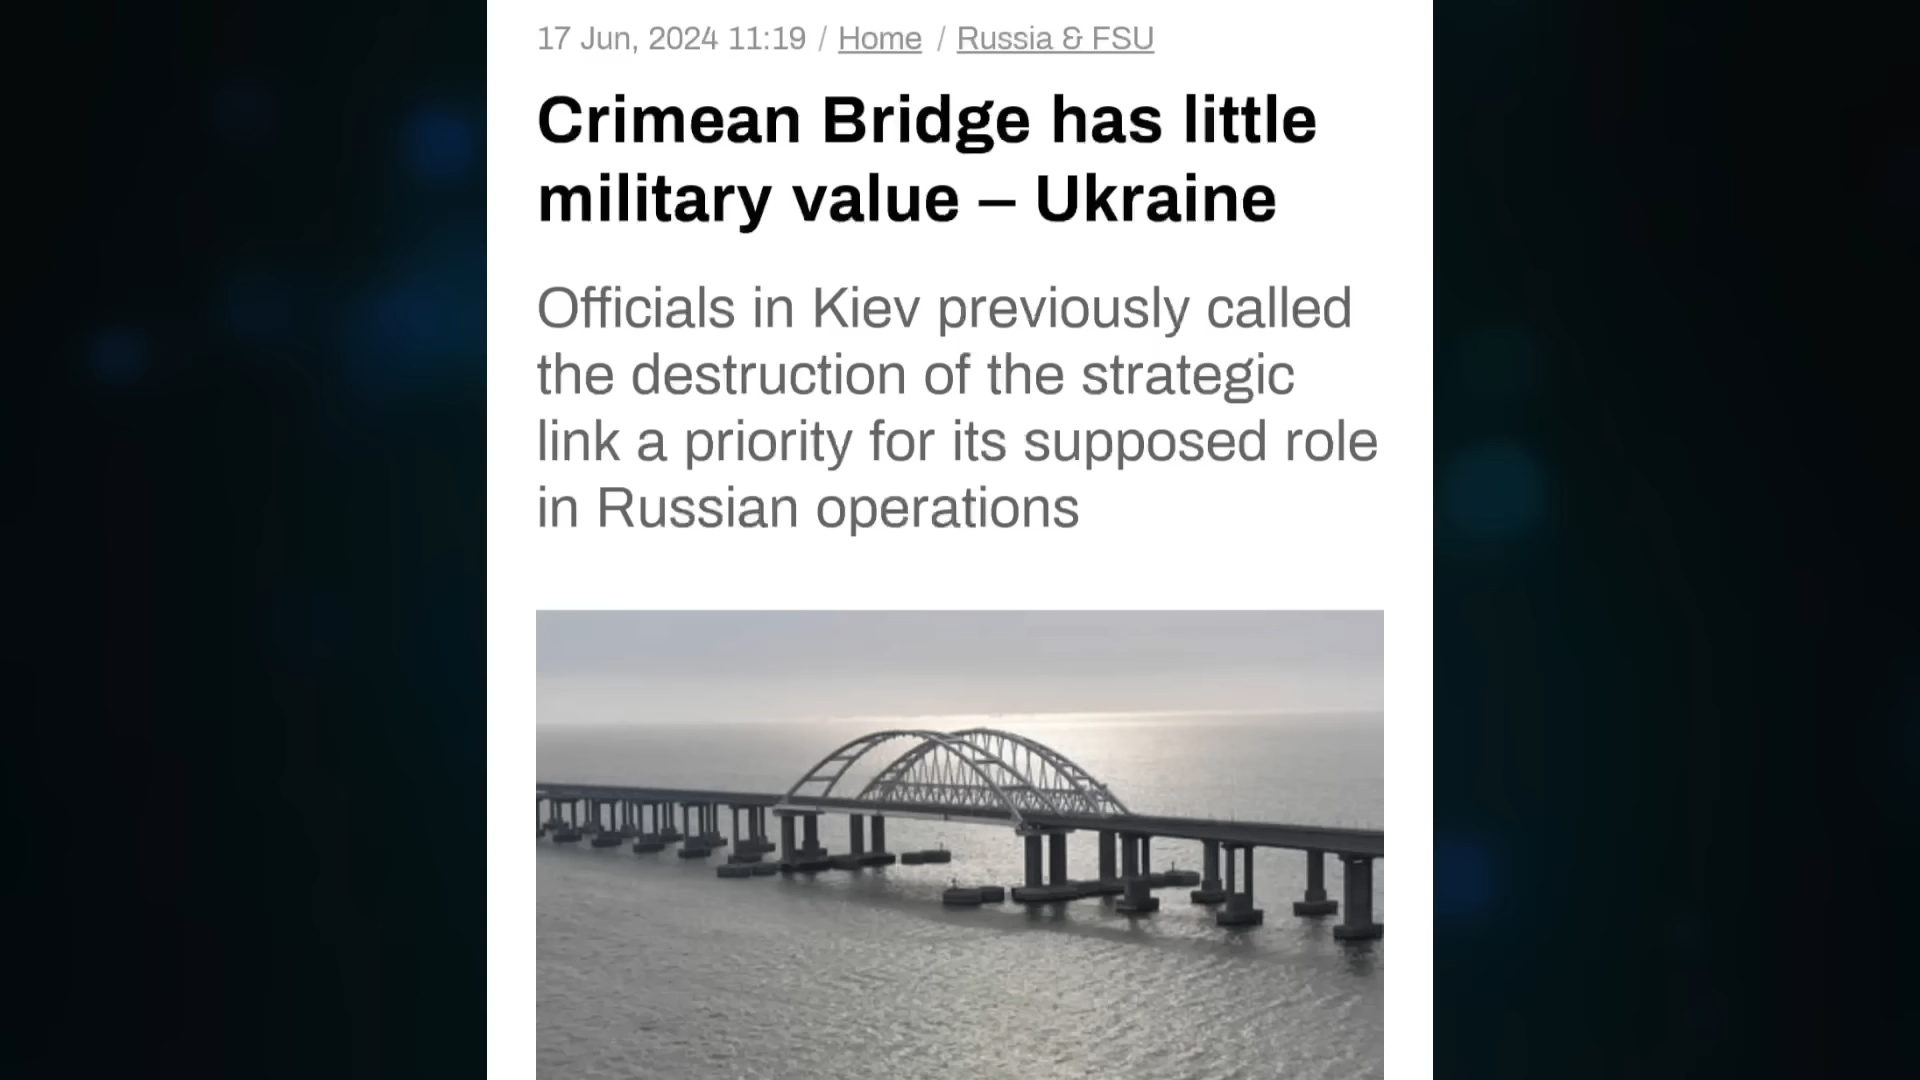 17 Jun, 2024 11:19 / Home / Russia & FSU
Crimean Bridge has little
military value – Ukraine
Officials in Kiev previously called
the destruction of the strategic
link a priority for its supposed role
in Russian operations